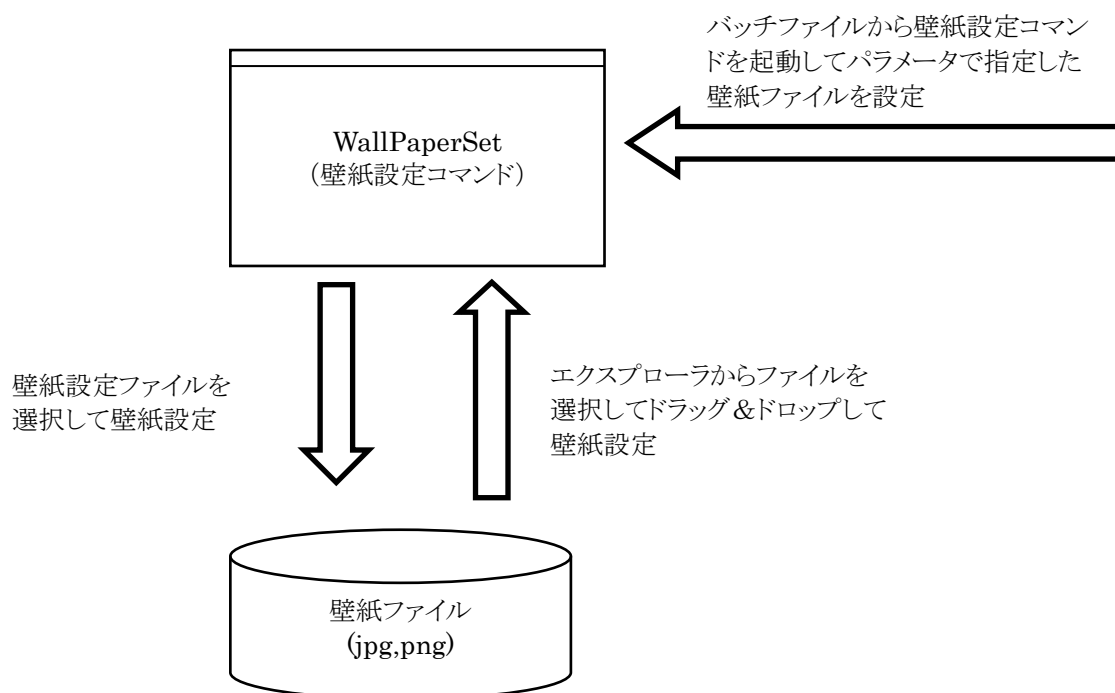 バッチファイルから壁紙設定コマン
ドを起動してパラメータで指定した
壁紙ファイルを設定
WallPaperSet
（壁紙設定コマンド）
壁紙設定ファイルを
選択して壁紙設定
エクスプローラからファイルを
選択してドラッグ＆ドロップして
壁紙設定
壁紙ファイル
(jpg,png)